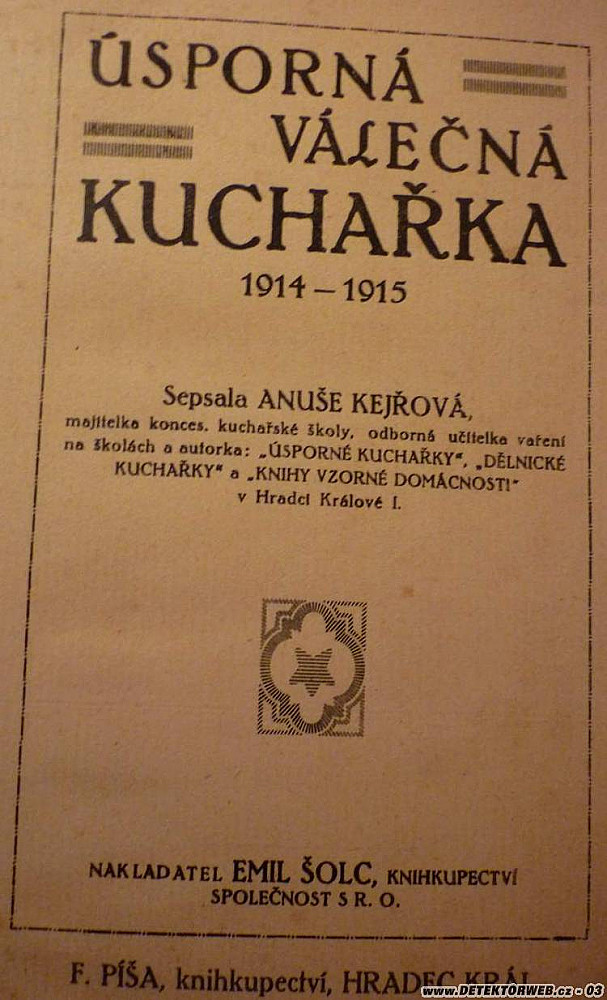 ÚSPORNÁ
VÁLEČNÁ
KUCHAŘKA
1914 – 1915
Sepsala ANUŠE KEJŘOVÁ,
majitelka konces. kuchařské školy, odborná učitelka vaření
na školách a autorka: „ÚSPORNÉ KUCHAŘKY“, „DĚLNICKÉ
KUCHAŘKY“ a „KNIHY VZORNÉ DOMÁCNOSTI“
v Hradci Králové I.
NAKLADATEL EMIL ŠOLC, KNIHKUPECTVÍ
SPOLEČNOST S R. O.
F. PÍŠA, knihkupectví, HRADEC KRÁL
www.DETEKTORWEB.cz - 03